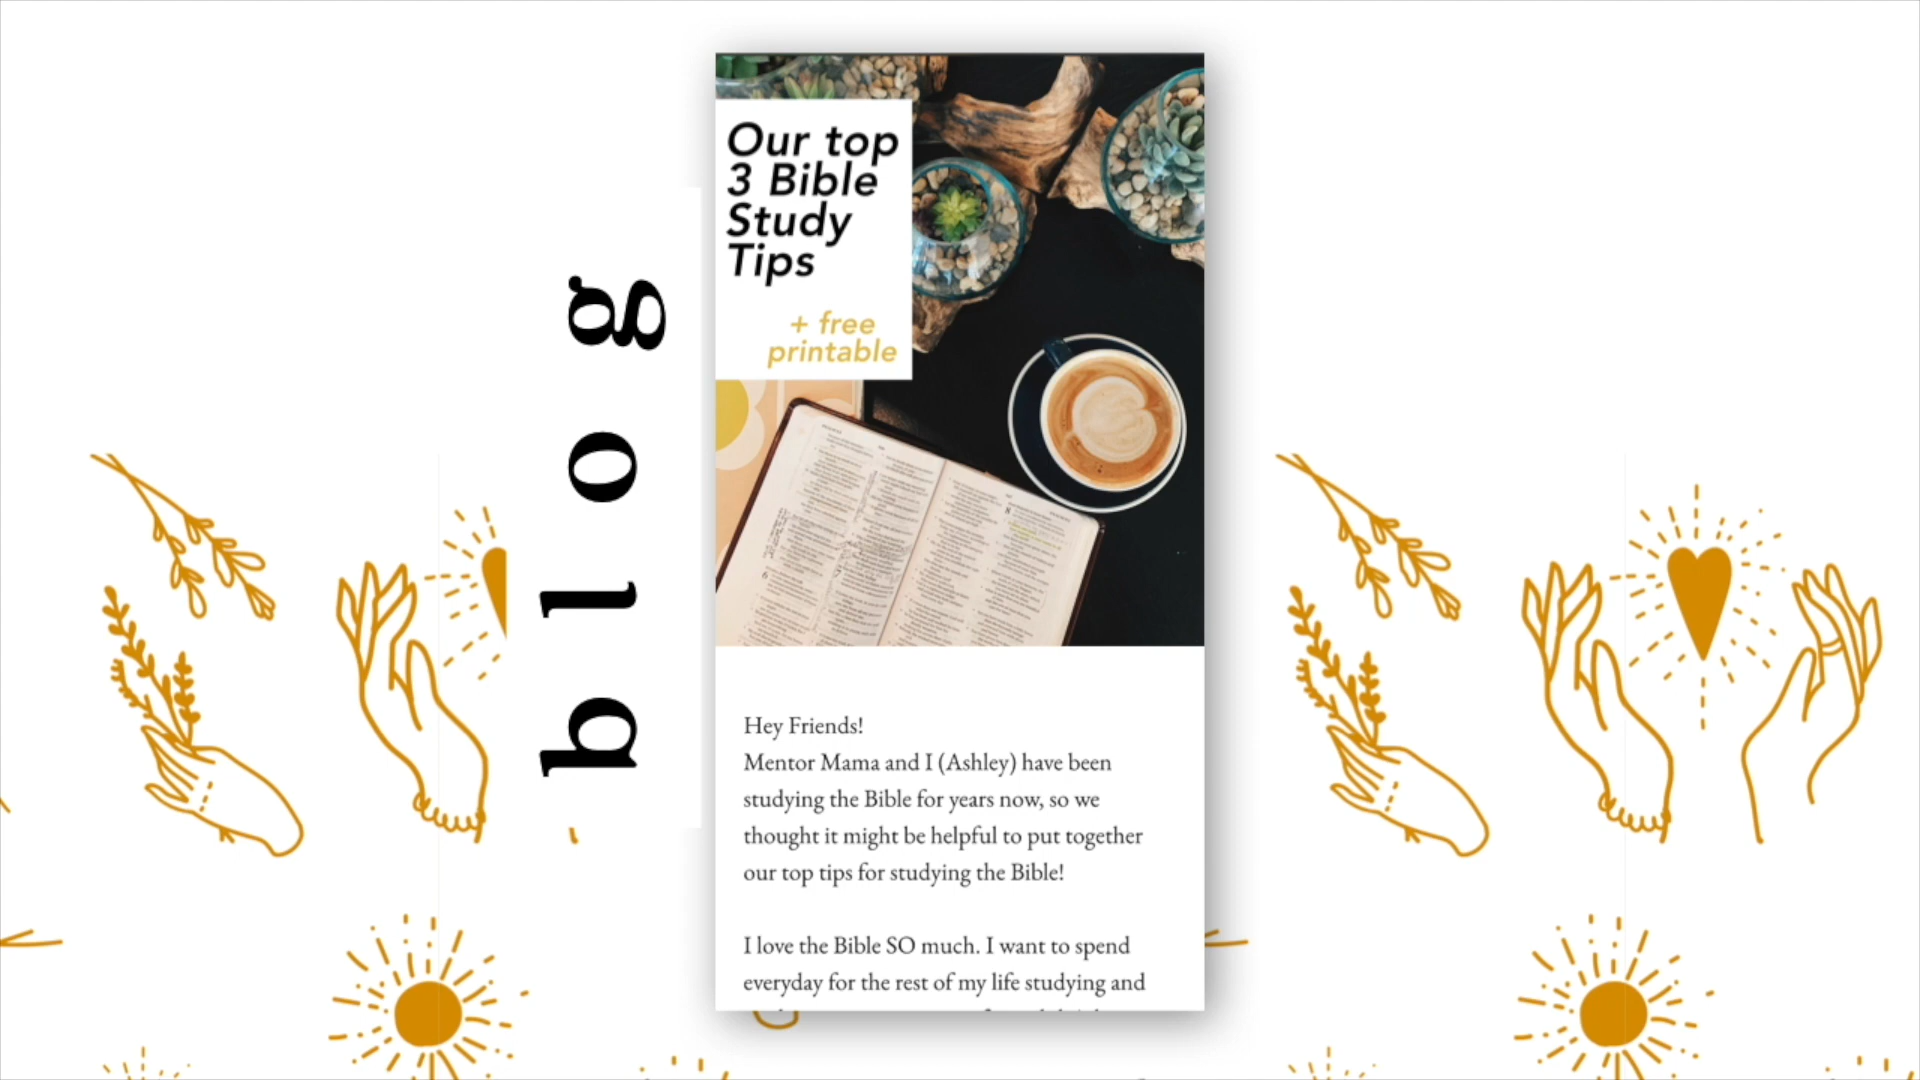 blog
Our top
3 Bible
Study
Tips
+ free
printable
Hey Friends!
Mentor Mama and I (Ashley) have been
studying the Bible for years now, so we
thought it might be helpful to put together
our top tips for studying the Bible!
I love the Bible SO much. I want to spend
everyday for the rest of my life studying and